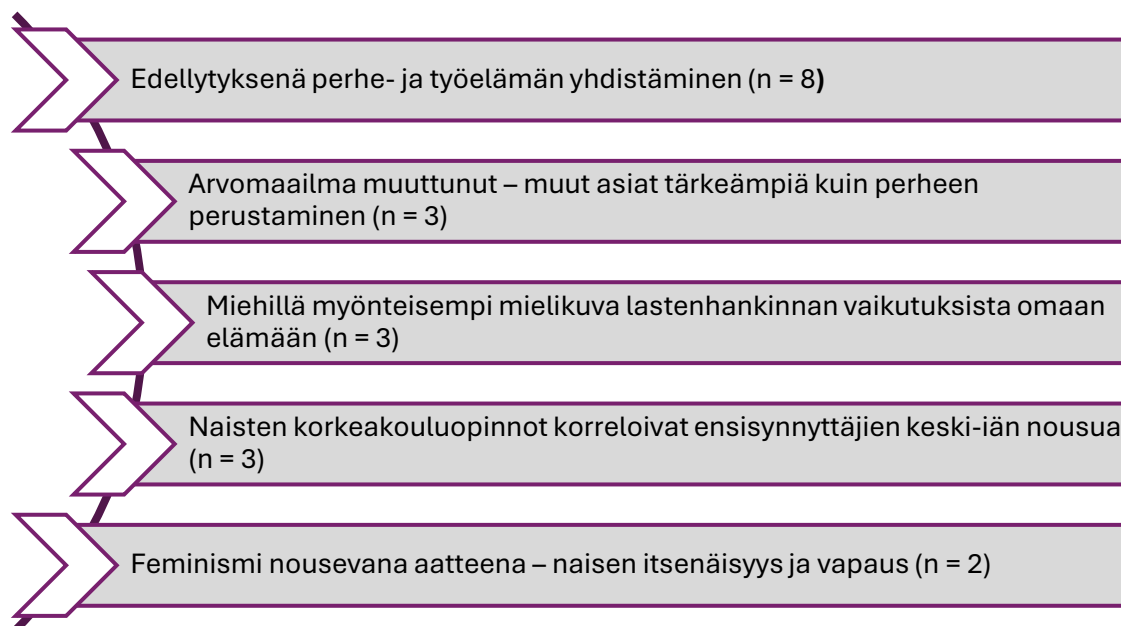 Edellytyksenä perhe- ja työelämän yhdistäminen (n = 8)
Arvomaailma muuttunut – muut asiat tärkeämpiä kuin perheen
perustaminen (n = 3)
Miehillä myönteisempi mielikuva lastenhankinnan vaikutuksista omaan
elämään (n = 3)
Naisten korkeakouluopinnot korreloivat ensisynnyttäjien keski-iän nousua
(n = 3)
Feminismi nousevana aatteena – naisen itsenäisyys ja vapaus (n = 2)